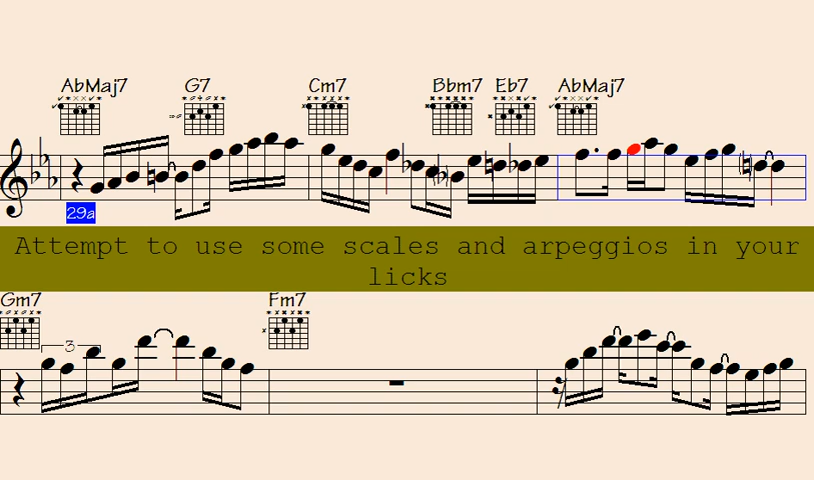 AbMaj7 G7 Cm7 Bbm7 Eb7 AbMaj7
29a
Attempt to use some scales and arpeggios in your
licks
Gm7 Fm7
3